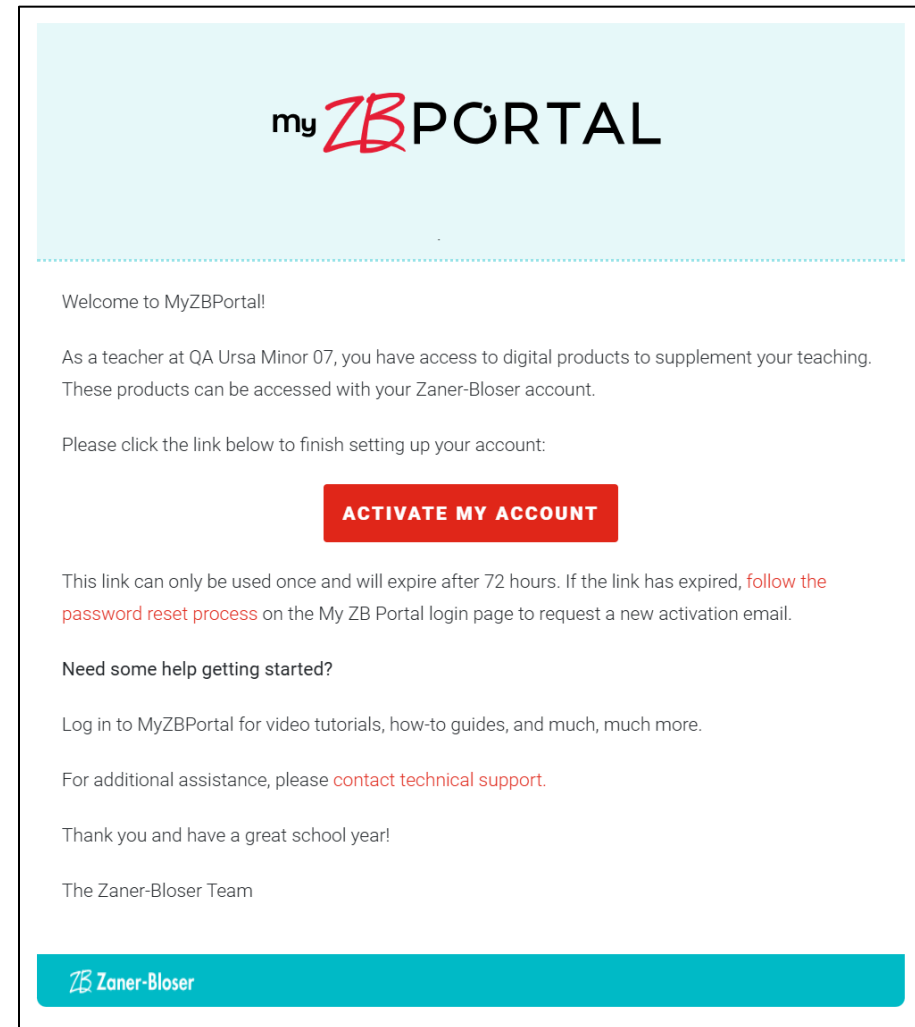 my ZB PORTAL
Welcome to MyZBPortal!
As a teacher at QA Ursa Minor 07, you have access to digital products to supplement your teaching.
These products can be accessed with your Zaner-Bloser account.
Please click the link below to finish setting up your account:
ACTIVATE MY ACCOUNT
This link can only be used once and will expire after 72 hours. If the link has expired, follow the
password reset process on the My ZB Portal login page to request a new activation email.
Need some help getting started?
Log in to MyZBPortal for video tutorials, how-to guides, and much, much more.
For additional assistance, please contact technical support.
Thank you and have a great school year!
The Zaner-Bloser Team
ZB Zaner-Bloser